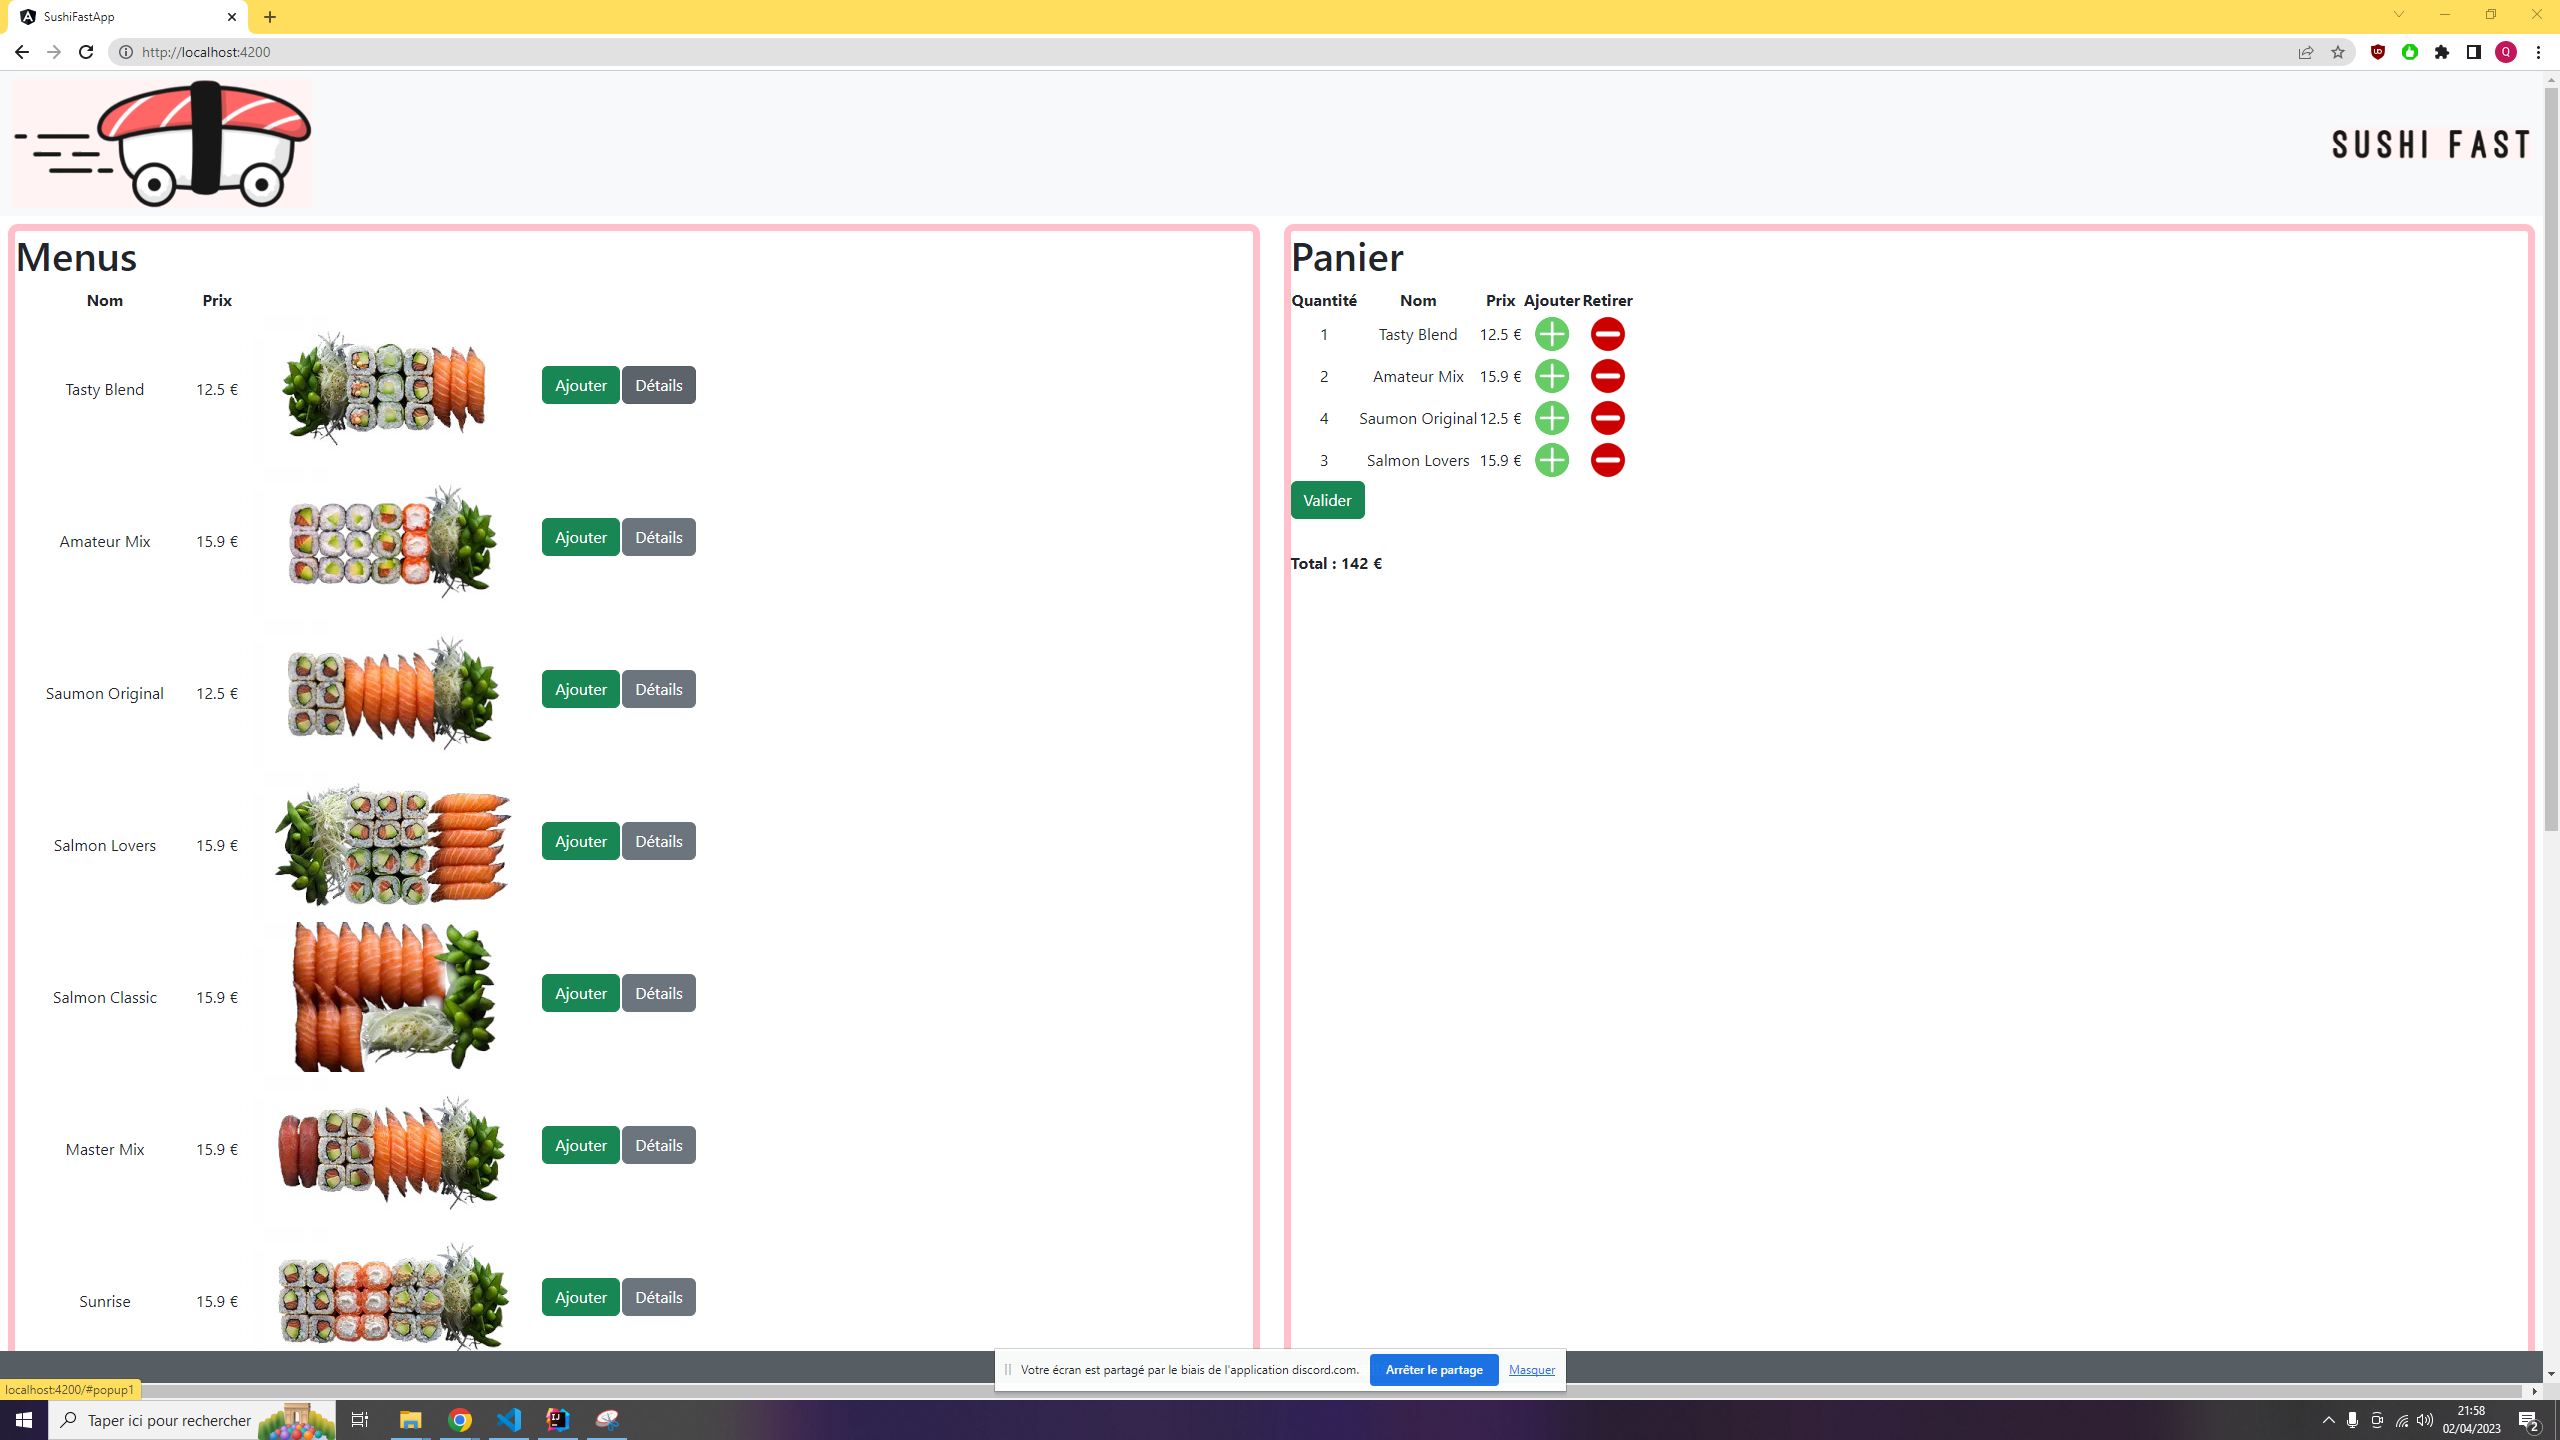 SushiFastApp
http://localhost:4200
Q
SUSHI FAST
Menus
Nom Prix
Tasty Blend 12.5 € Ajouter Détails
Amateur Mix 15.9 € Ajouter Détails
Saumon Original 12.5 € Ajouter Détails
Salmon Lovers 15.9 € Ajouter Détails
Salmon Classic 15.9 € Ajouter Détails
Master Mix 15.9 € Ajouter Détails
Sunrise 15.9 € Ajouter Détails
Panier
Quantité Nom Prix Ajouter Retirer
1 Tasty Blend 12.5 €
2 Amateur Mix 15.9 €
4 Saumon Original 12.5 €
3 Salmon Lovers 15.9 €
Valider
Total : 142 €
Votre écran est partagé par le biais de l'application discord.com. Arrêter le partage Masquer
localhost:4200/#popup1
Taper ici pour rechercher
21:58
02/04/2023
2